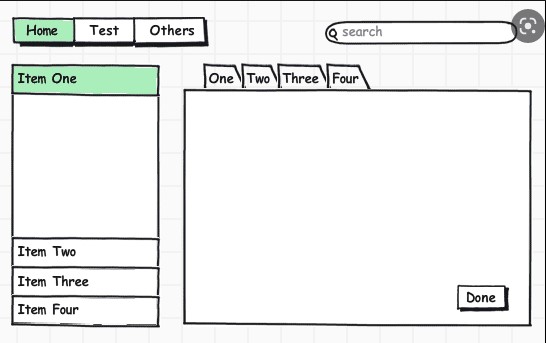 Home Test Others
search
Item One
One Two Three Four
Item Two
Item Three
Item Four
Done